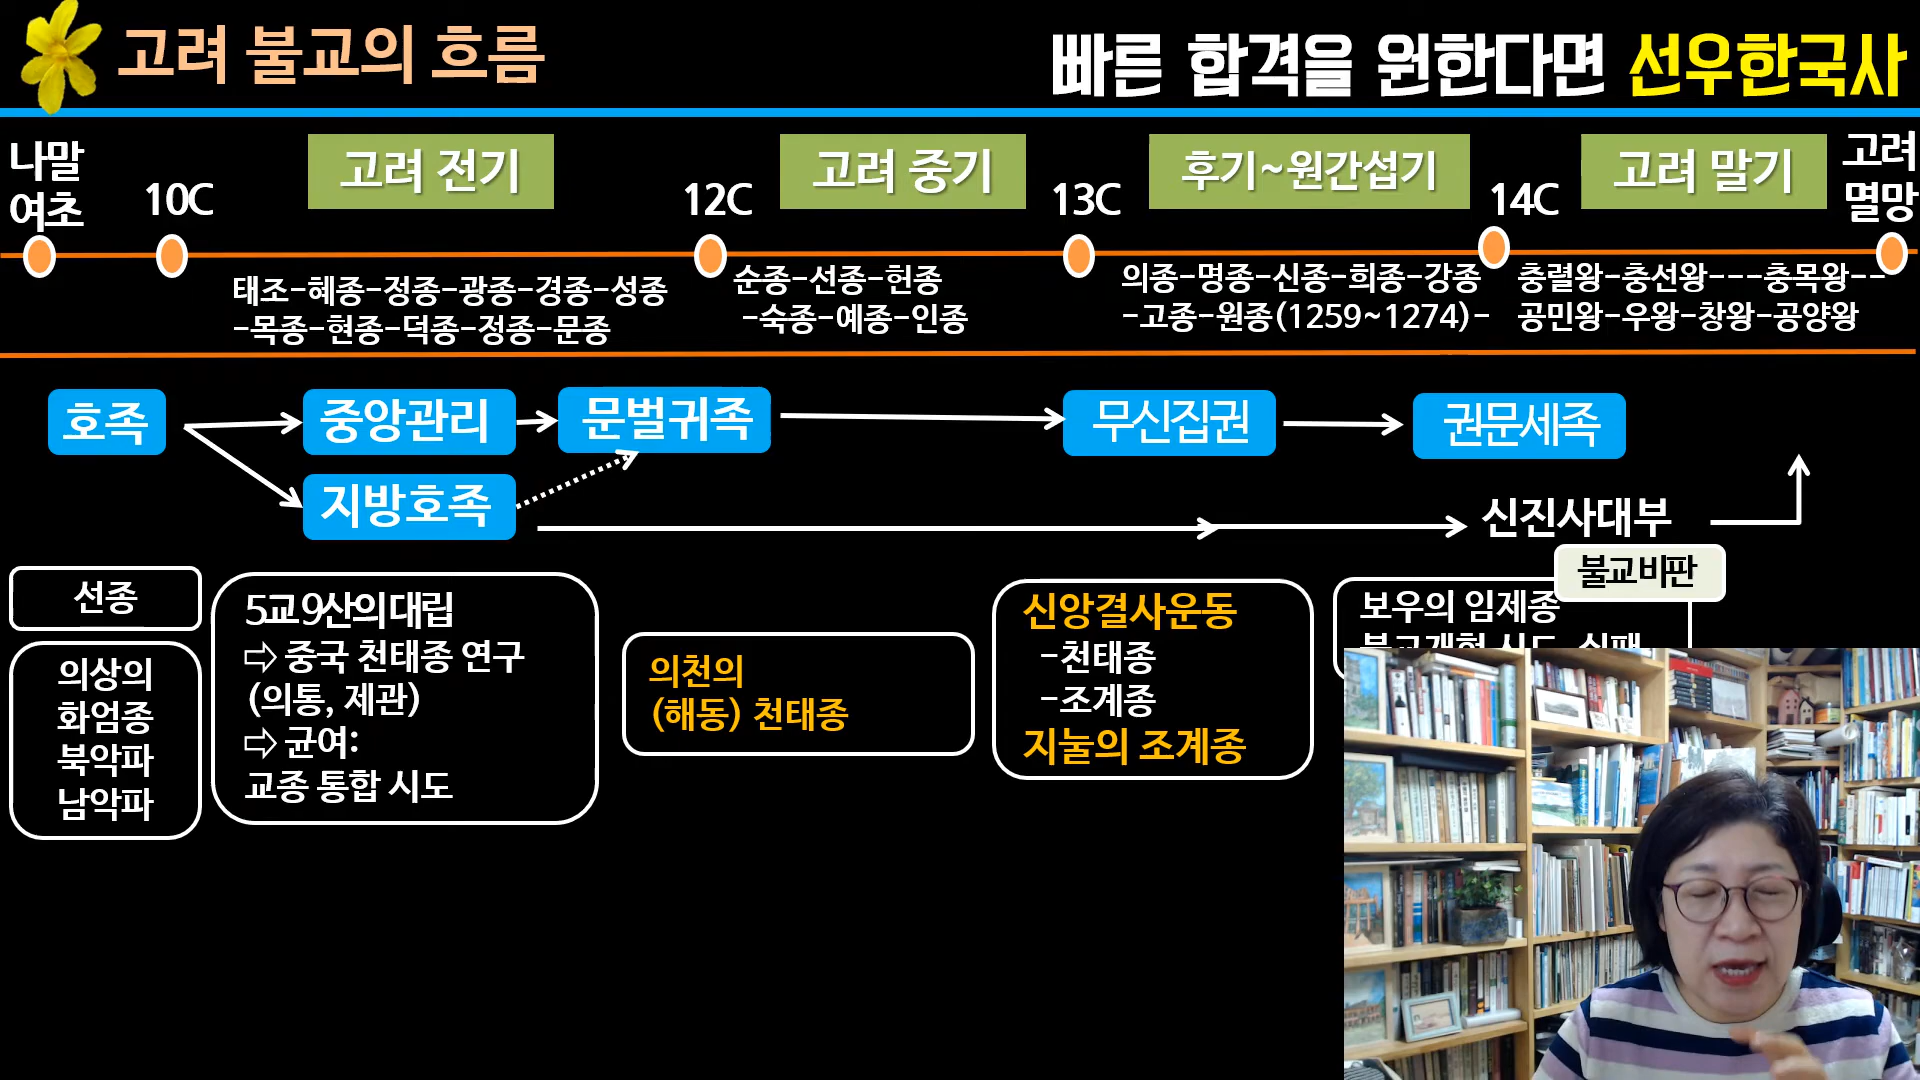 고려 불교의 흐름
빠른 합격을 원한다면 선우한국사
나말
여초
10C
고려 전기
12C
고려 중기
13C
후기~원간섭기
14C
고려 말기
고려
멸망
태조-혜종-정종-광종-경종-성종
-목종-현종-덕종-정종-문종
순종-선종-헌종
-숙종-예종-인종
의종-명종-신종-희종-강종
-고종-원종(1259~1274)-
충렬왕-충선왕---충목왕--
공민왕-우왕-창왕-공양왕
호족
중앙관리
문벌귀족
무신집권
권문세족
지방호족
신진사대부
불교비판
선종
의상의
화엄종
북악파
남악파
5교 9산의 대립
⇨ 중국 천태종 연구
(의통, 제관)
⇨ 균여:
교종 통합 시도
의천의
(해동) 천태종
신앙결사운동
-천태종
-조계종
지눌의 조계종
보우의 임제종
불교개혁 시도, 실패